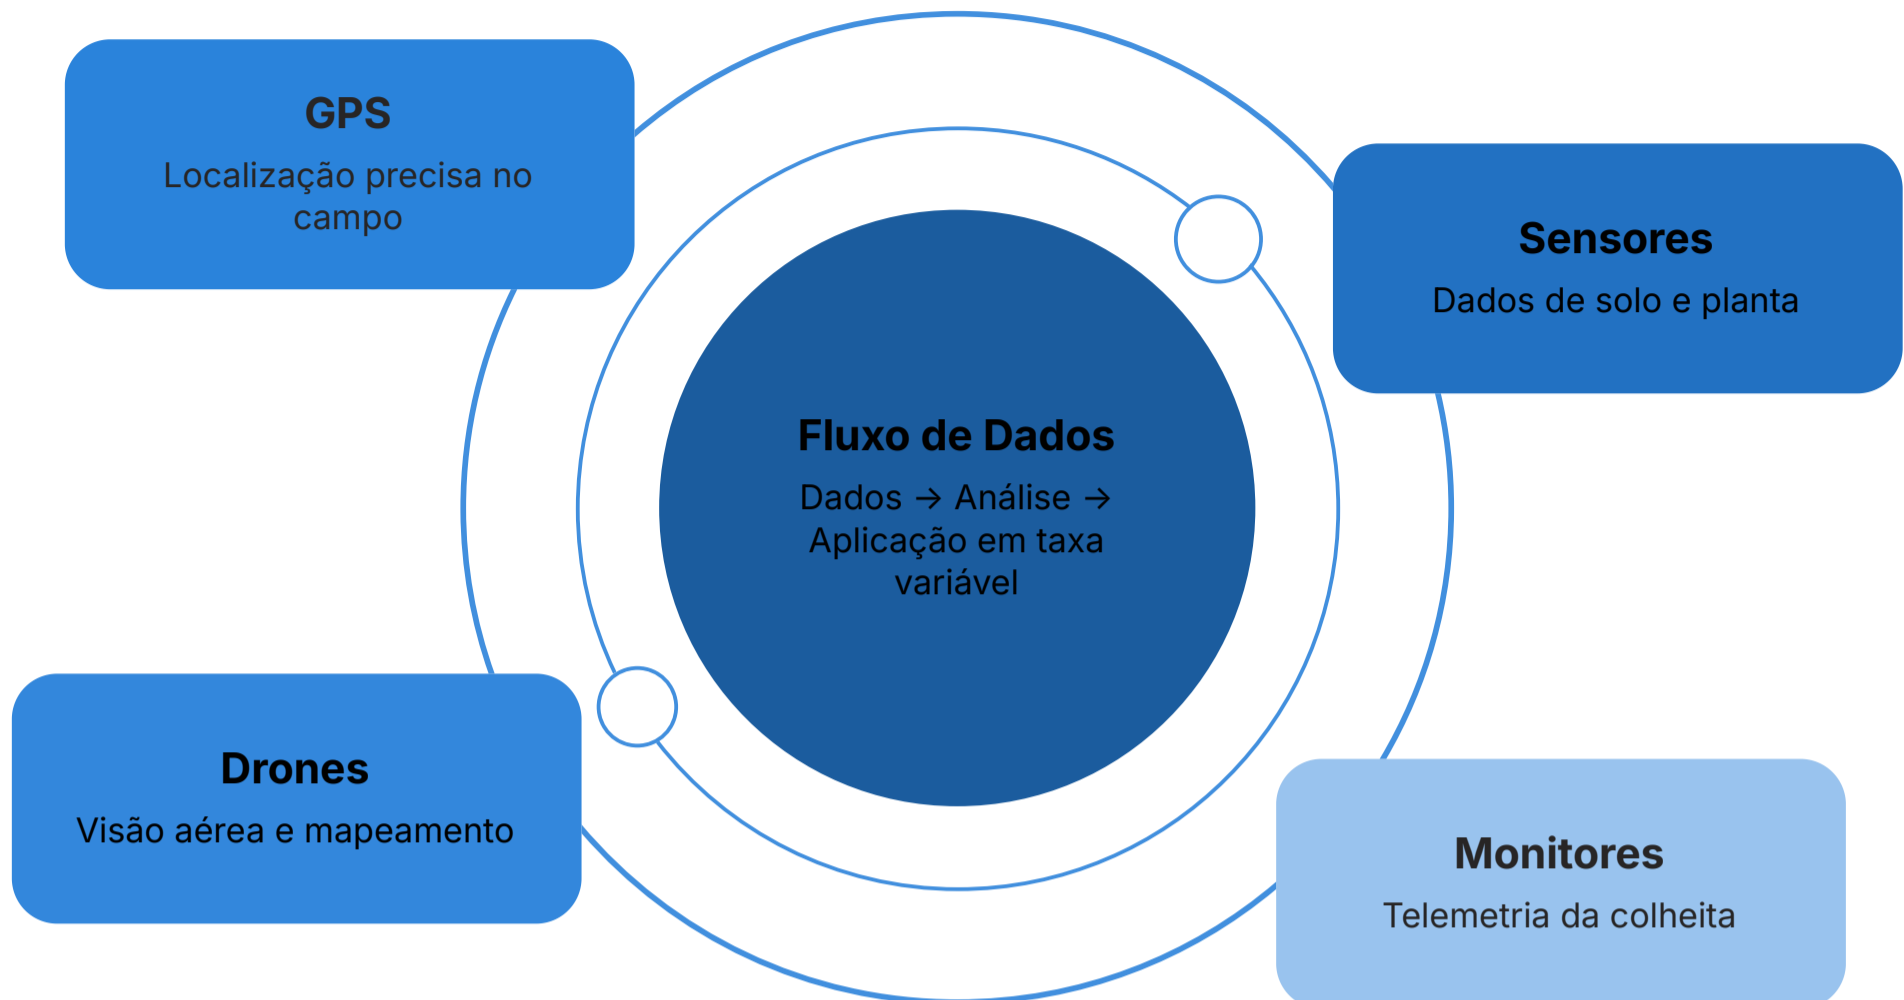 GPS
Localização precisa no
campo
Sensores
Dados de solo e planta
Fluxo de Dados
Dados → Análise →
Aplicação em taxa
variável
Drones
Visão aérea e mapeamento
Monitores
Telemetria da colheita